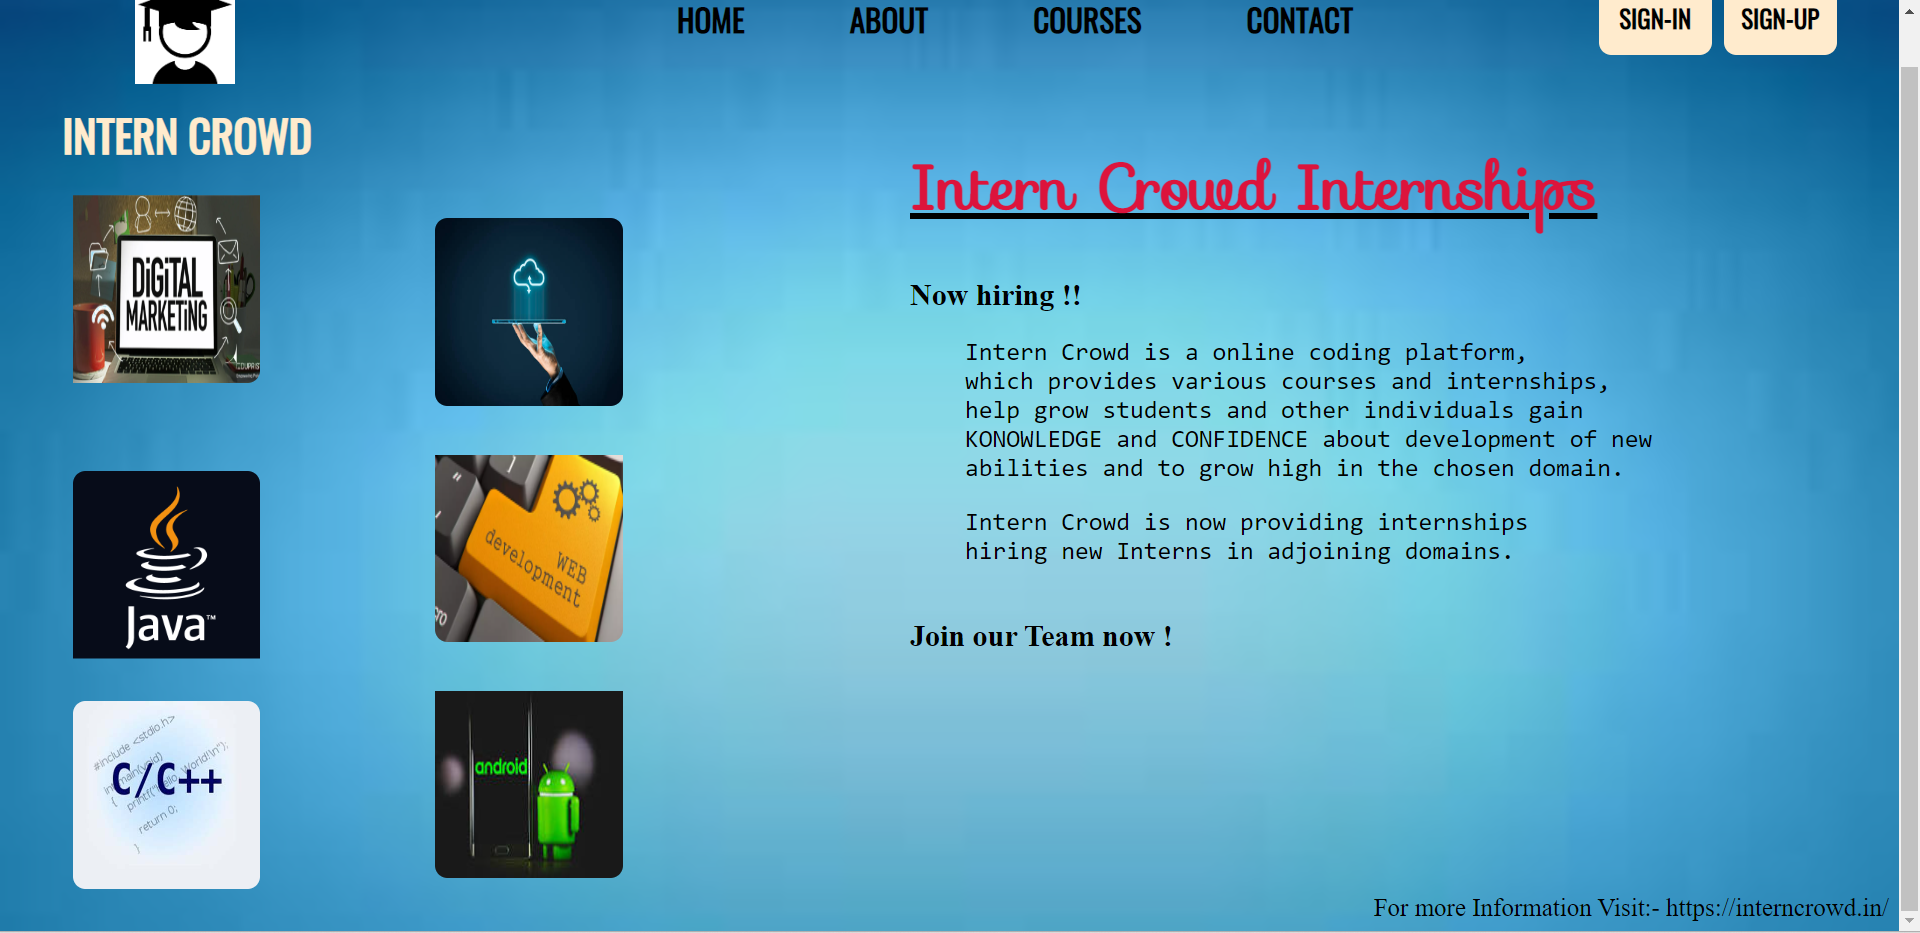 HOME ABOUT COURSES CONTACT SIGN-IN SIGN-UP
INTERN CROWD
DiGiTAL
MARKETiNG
Java™
#include <stdio.h>
{
return 0;
}
C/C++
WEB
development
android
Intern Crowd Internships
Now hiring !!
Intern Crowd is a online coding platform,
which provides various courses and internships,
help grow students and other individuals gain
KONOWLEDGE and CONFIDENCE about development of new
abilities and to grow high in the chosen domain.
Intern Crowd is now providing internships
hiring new Interns in adjoining domains.
Join our Team now !
For more Information Visit:- https://interncrowd.in/